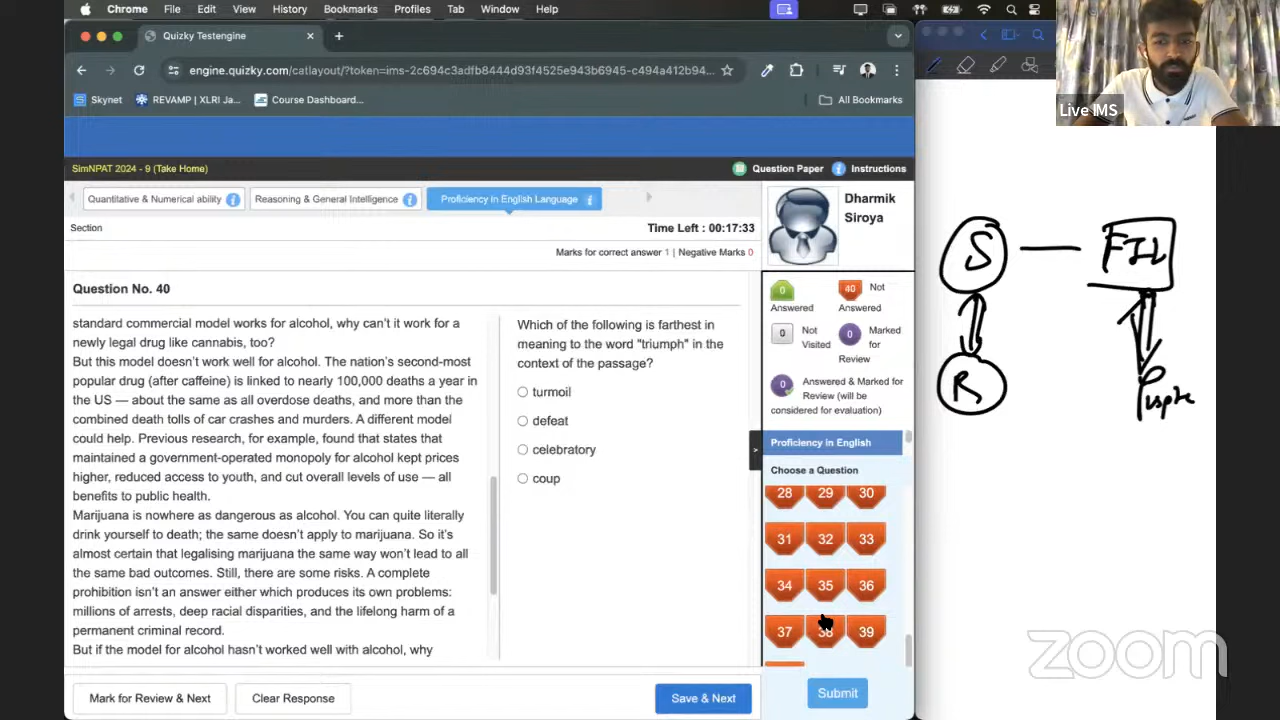 Chrome File Edit View History Bookmarks Profiles Tab Window Help
Quizky Testengine
engine.quizky.com/catlayout/?token=ims-2c694c3adfb8444d93f4525e943b6945-c494a412b94...
Skynet REVAMP | XLRI Ja... Course Dashboard... All Bookmarks
Live IMS
SimNPAT 2024 - 9 (Take Home)
Question Paper Instructions
Quantitative & Numerical ability Reasoning & General Intelligence Proficiency in English Language
Section
Time Left : 00:17:33
Marks for correct answer 1 | Negative Marks 0
Dharmik
Siroya
Question No. 40
standard commercial model works for alcohol, why can't it work for a
newly legal drug like cannabis, too?
But this model doesn't work well for alcohol. The nation's second-most
popular drug (after caffeine) is linked to nearly 100,000 deaths a year in
the US — about the same as all overdose deaths, and more than the
combined death tolls of car crashes and murders. A different model
could help. Previous research, for example, found that states that
maintained a government-operated monopoly for alcohol kept prices
higher, reduced access to youth, and cut overall levels of use — all
benefits to public health.
Marijuana is nowhere as dangerous as alcohol. You can quite literally
drink yourself to death; the same doesn't apply to marijuana. So it's
almost certain that legalising marijuana the same way won't lead to all
the same bad outcomes. Still, there are some risks. A complete
prohibition isn't an answer either which produces its own problems:
millions of arrests, deep racial disparities, and the lifelong harm of a
permanent criminal record.
But if the model for alcohol hasn't worked well with alcohol, why
Which of the following is farthest in
meaning to the word "triumph" in the
context of the passage?
turmoil
defeat
celebratory
coup
0 Answered
40 Not Answered
0 Not Visited
0 Marked for Review
0 Answered & Marked for
Review (will be
considered for evaluation)
Proficiency in English
Choose a Question
28 29 30
31 32 33
34 35 36
37 38 39
Mark for Review & Next Clear Response Save & Next Submit
S FIL
R
zoom